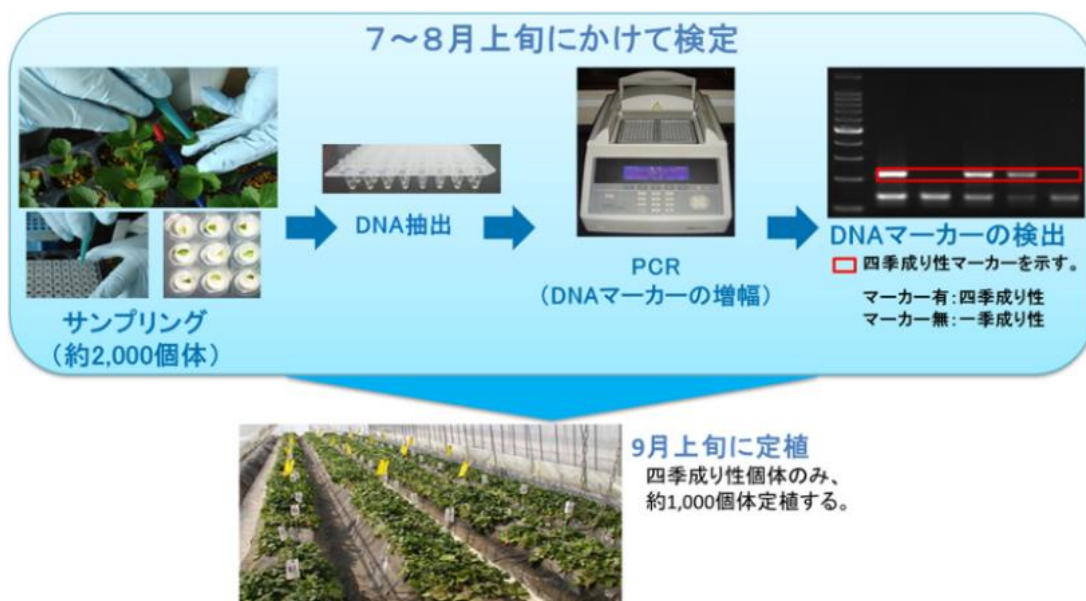 7～8月上旬にかけて検定
サンプリング
（約2,000個体）
DNA抽出
PCR
（DNAマーカーの増幅）
DNAマーカーの検出
四季成り性マーカーを示す。
マーカー有：四季成り性
マーカー無：一季成り性
9月上旬に定植
四季成り性個体のみ、
約1,000個体定植する。